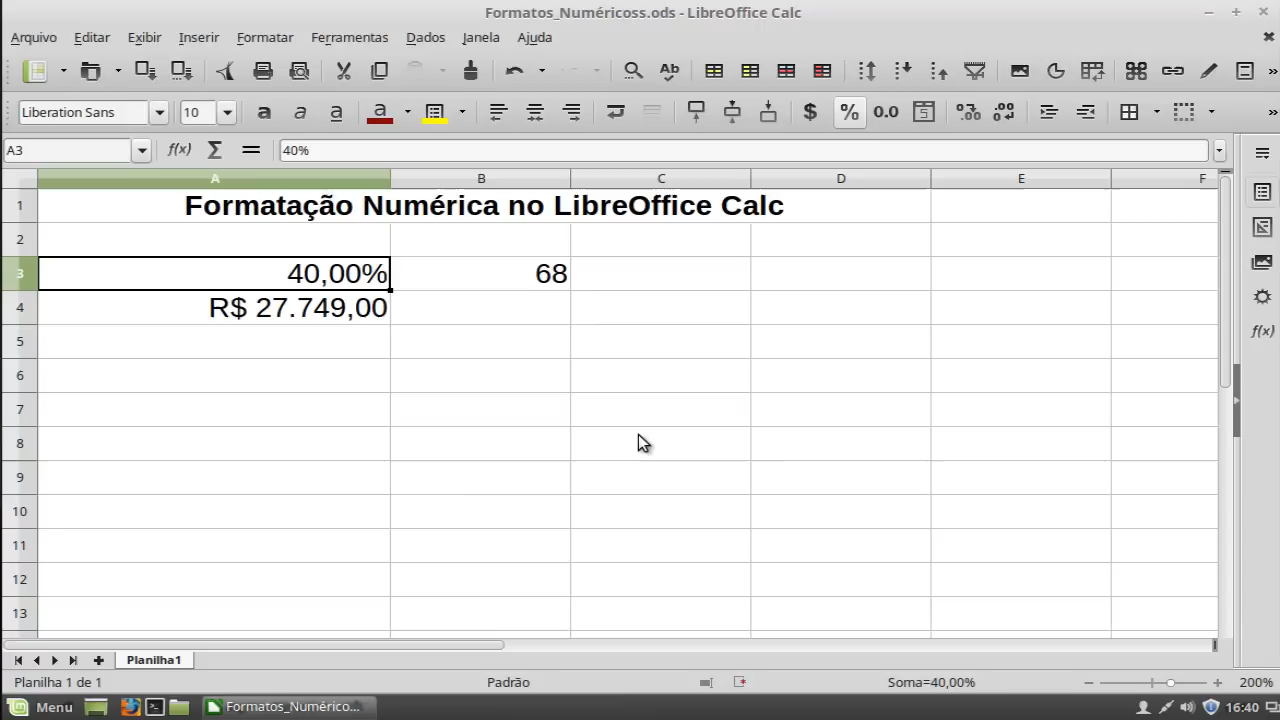 Formatos_Numéricoss.ods - LibreOffice Calc
Arquivo Editar Exibir Inserir Formatar Ferramentas Dados Janela Ajuda
Liberation Sans 10 a a a a $ % 0.0
A3 f(x) Σ = 40%
A B C D E F
1 Formatação Numérica no LibreOffice Calc
2
3 40,00% 68
4 R$ 27.749,00
5
6
7
8
9
10
11
12
13
Planilha1
Planilha 1 de 1 Padrão Soma=40,00% 200%
Menu Formatos_Numérico... 16:40